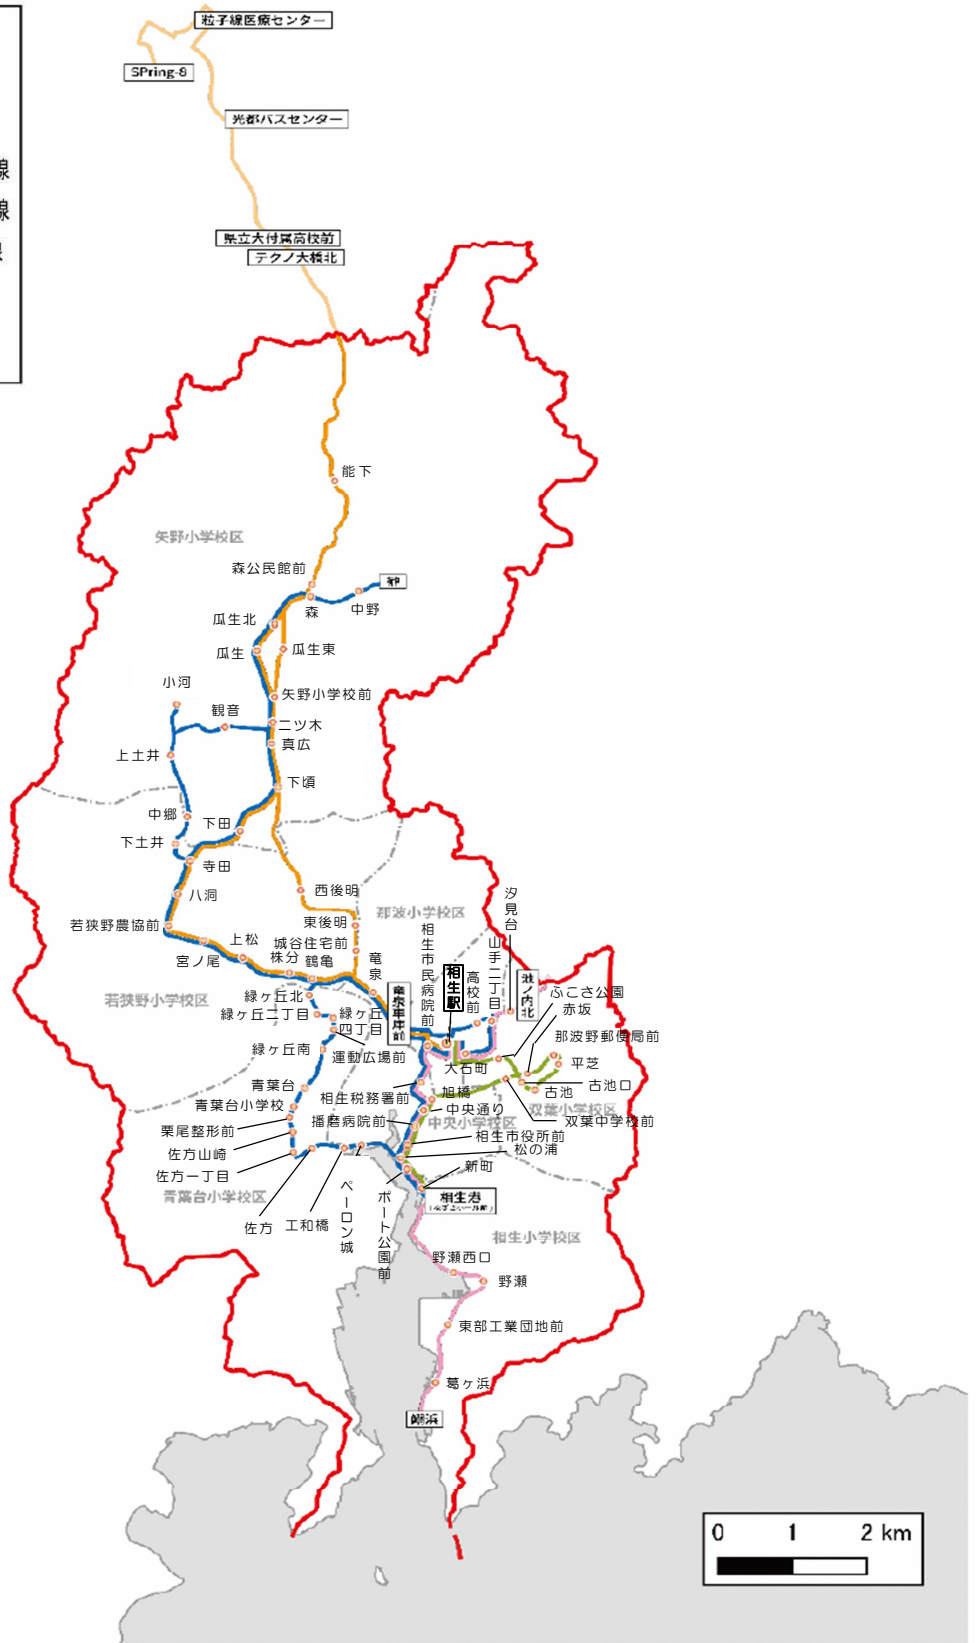 粒子線医療センター
SPring-8
光都バスセンター
線
線
線
県立大付属高校前
テクノ大橋北
能下
矢野小学校区
森公民館前
森
中野
瓜生北
瓜生
瓜生東
小河
矢野小学校前
観音
二ツ木
真広
上土井
下頃
中郷
下田
下土井
寺田
八洞
西後明
汐見台
那波小学校区
若狭野農協前
東後明
相生市民病院前
上松
城谷住宅前
山手二丁目
宮ノ尾
株分
鶴亀
竜泉
相生駅
高校前
池ノ内北
若狭野小学校区
緑ヶ丘北
竜泉車庫前
ふこさ公園
赤坂
緑ヶ丘二丁目
緑ヶ丘
四丁目
那波野郵便局前
緑ヶ丘南
運動広場前
大石町
平芝
青葉台
古池口
相生税務署前
旭橋
古池
青葉台小学校
中央通り
双葉小学校区
播磨病院前
中央小学校区
双葉中学校前
栗尾整形前
相生市役所前
佐方山崎
松の浦
新町
佐方一丁目
青葉台小学校区
相生港
佐方
工和橋
ペーロン城
ポート公園前
相生小学校区
野瀬西口
野瀬
東部工業団地前
葛ヶ浜
0 1 2 km